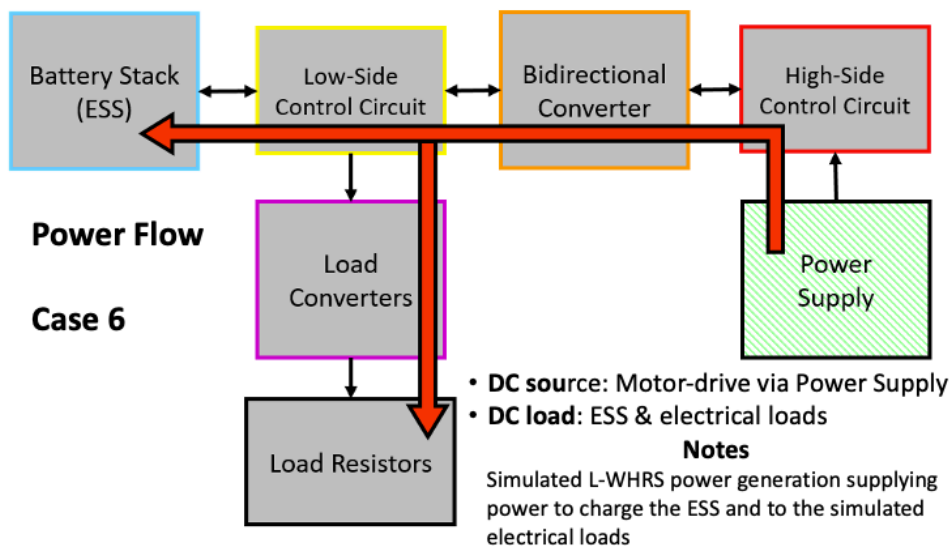 Battery Stack
(ESS)
Low-Side
Control Circuit
Bidirectional
Converter
High-Side
Control Circuit
Power Flow
Case 6
Load
Converters
Power
Supply
Load Resistors
• DC source: Motor-drive via Power Supply
• DC load: ESS & electrical loads
Notes
Simulated L-WHRS power generation supplying
power to charge the ESS and to the simulated
electrical loads